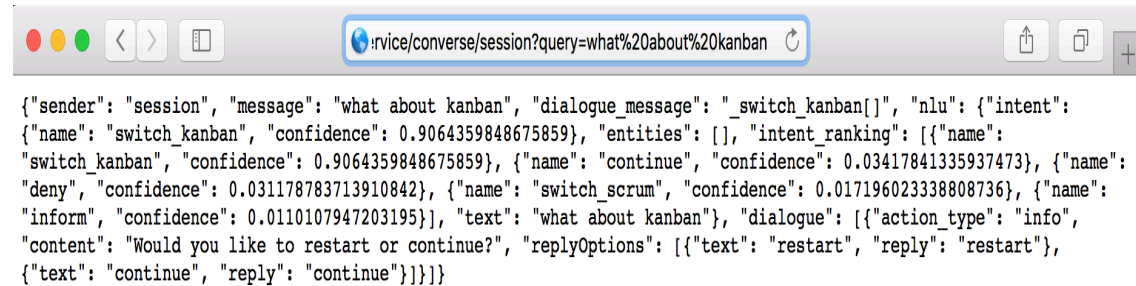 :rvice/converse/session?query=what%20about%20kanban
{"sender": "session", "message": "what about kanban", "dialogue_message": "_switch_kanban[]", "nlu": {"intent":
{"name": "switch_kanban", "confidence": 0.9064359848675859}, "entities": [], "intent_ranking": [{"name":
"switch_kanban", "confidence": 0.9064359848675859}, {"name": "continue", "confidence": 0.03417841335937473}, {"name":
"deny", "confidence": 0.031178783713910842}, {"name": "switch_scrum", "confidence": 0.017196023338808736}, {"name":
"inform", "confidence": 0.0110107947203195}], "text": "what about kanban"}, "dialogue": [{"action_type": "info",
"content": "Would you like to restart or continue?", "replyOptions": [{"text": "restart", "reply": "restart"},
{"text": "continue", "reply": "continue"}]}]}